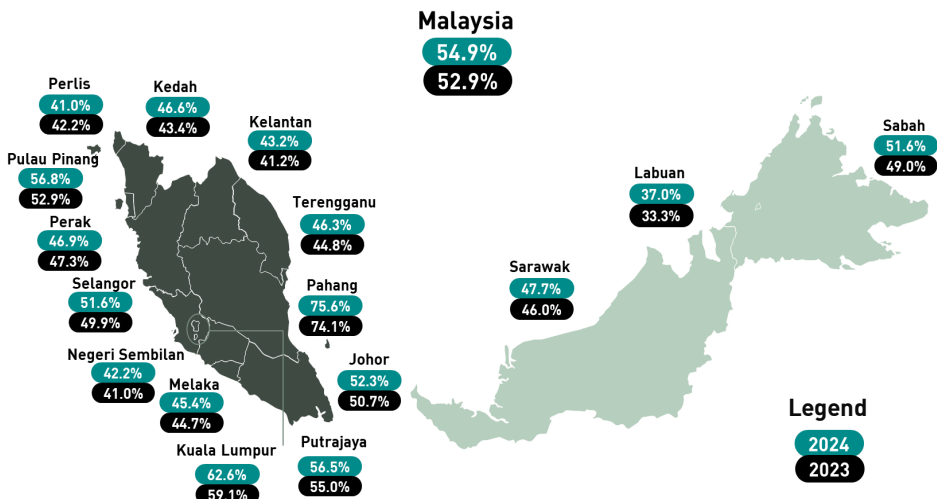 Malaysia
54.9%
52.9%
Perlis
41.0%
42.2%
Kedah
46.6%
43.4%
Kelantan
43.2%
41.2%
Pulau Pinang
56.8%
52.9%
Perak
46.9%
47.3%
Terengganu
46.3%
44.8%
Selangor
51.6%
49.9%
Pahang
75.6%
74.1%
Negeri Sembilan
42.2%
41.0%
Melaka
45.4%
44.7%
Johor
52.3%
50.7%
Kuala Lumpur
62.6%
59.1%
Putrajaya
56.5%
55.0%
Sarawak
47.7%
46.0%
Labuan
37.0%
33.3%
Sabah
51.6%
49.0%
Legend
2024
2023